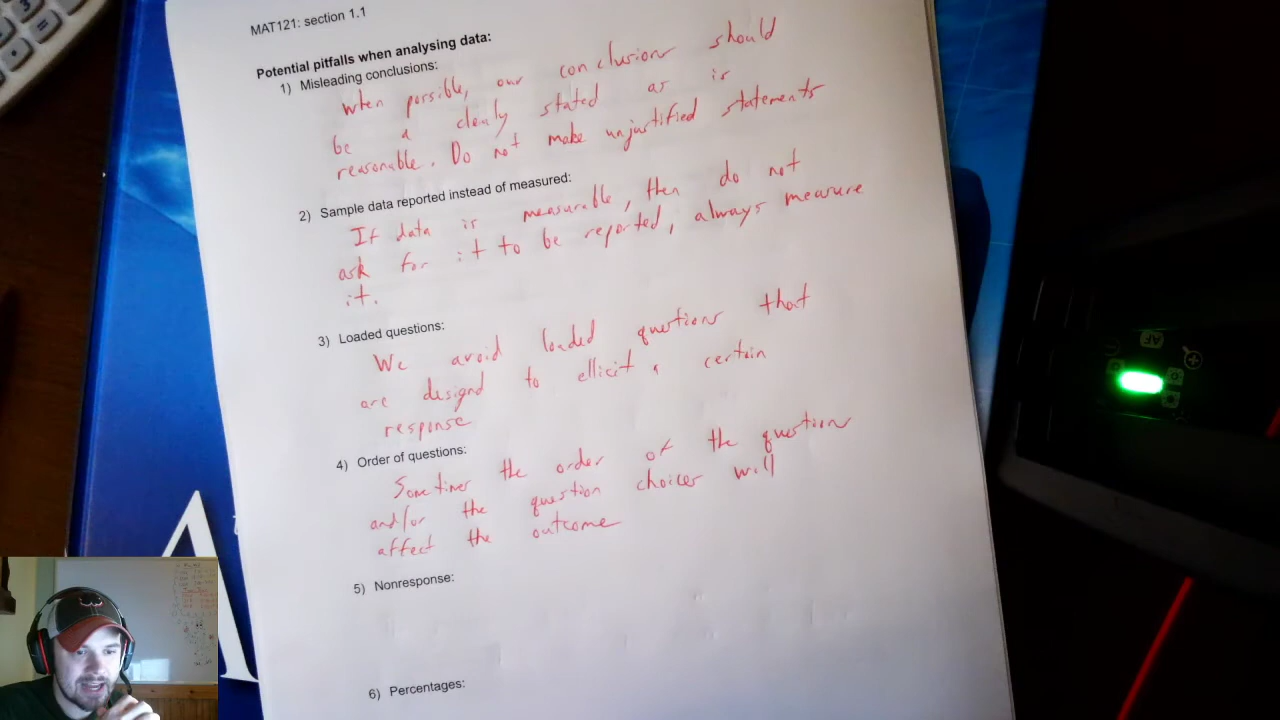 MAT121: section 1.1
Potential pitfalls when analysing data:
1) Misleading conclusions:
When possible, our conclusions should
be a clearly stated as is
reasonable. Do not make unjustified statements
2) Sample data reported instead of measured:
If data is measurable, then do not
ask for it to be reported, always measure
it.
3) Loaded questions:
We avoid loaded questions that
are designd to ellicit a certain
response
4) Order of questions:
Sometimes the order of the question
and/or the question choices will
affect the outcome
5) Nonresponse:
6) Percentages:
A
AF